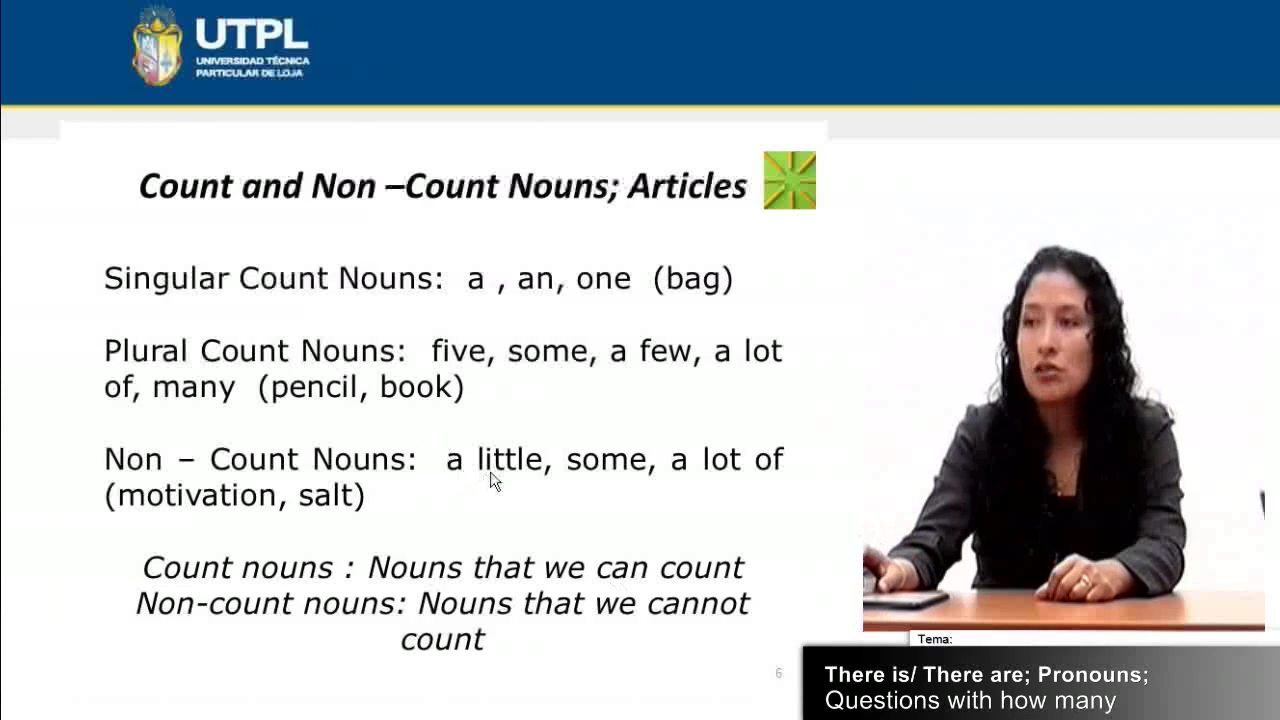 UTPL
UNIVERSIDAD TÉCNICA
PARTICULAR DE LOJA
Count and Non –Count Nouns; Articles
Singular Count Nouns: a , an, one (bag)
Plural Count Nouns: five, some, a few, a lot
of, many (pencil, book)
Non – Count Nouns: a little, some, a lot of
(motivation, salt)
Count nouns : Nouns that we can count
Non-count nouns: Nouns that we cannot
count
6
Tema:
There is/ There are; Pronouns;
Questions with how many